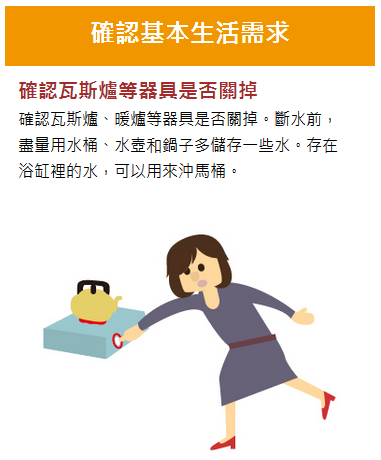 確認基本生活需求
確認瓦斯爐等器具是否關掉
確認瓦斯爐、暖爐等器具是否關掉。斷水前，
盡量用水桶、水壺和鍋子多儲存一些水。存在
浴缸裡的水，可以用來沖馬桶。